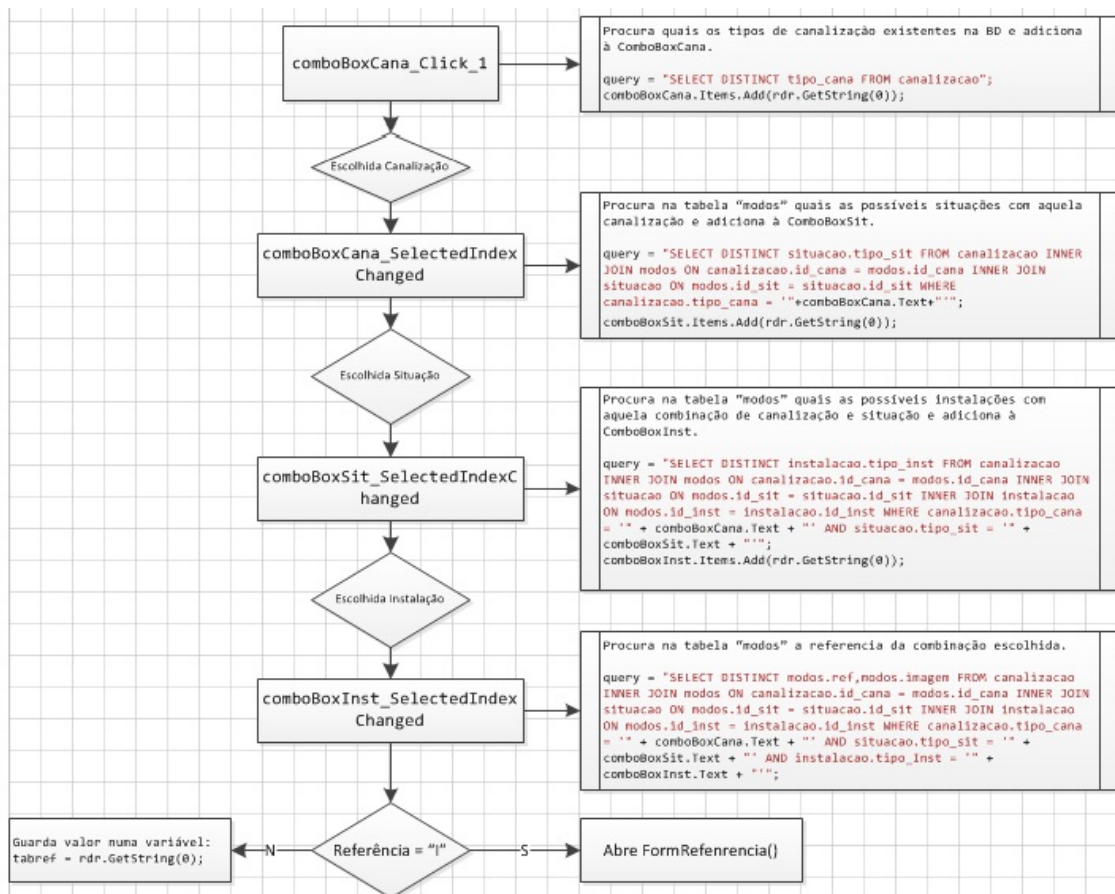 comboBoxCana_Click_1
Procura quais os tipos de canalização existentes na BD e adiciona
à ComboBoxCana.
query = "SELECT DISTINCT tipo_cana FROM canalizacao";
comboBoxCana.Items.Add(rdr.GetString(0));
Escolhida Canalização
comboBoxCana_SelectedIndex
Changed
Procura na tabela “modos” quais as possíveis situações com aquela
canalização e adiciona à ComboBoxSit.
query = "SELECT DISTINCT situacao.tipo_sit FROM canalizacao INNER
JOIN modos ON canalizacao.id_cana = modos.id_cana INNER JOIN
situacao ON modos.id_sit = situacao.id_sit WHERE
canalizacao.tipo_cana = '"+comboBoxCana.Text+"'";
comboBoxSit.Items.Add(rdr.GetString(0));
Escolhida Situação
comboBoxSit_SelectedIndexC
hanged
Procura na tabela “modos” quais as possíveis instalações com
aquela combinação de canalização e situação e adiciona à
ComboBoxInst.
query = "SELECT DISTINCT instalacao.tipo_inst FROM canalizacao
INNER JOIN modos ON canalizacao.id_cana = modos.id_cana INNER JOIN
situacao ON modos.id_sit = situacao.id_sit INNER JOIN instalacao
ON modos.id_inst = instalacao.id_inst WHERE canalizacao.tipo_cana
= '" + comboBoxCana.Text + "' AND situacao.tipo_sit = '" +
comboBoxSit.Text + "'";
comboBoxInst.Items.Add(rdr.GetString(0));
Escolhida Instalação
comboBoxInst_SelectedIndex
Changed
Procura na tabela “modos” a referencia da combinação escolhida.
query = "SELECT DISTINCT modos.ref,modos.imagem FROM canalizacao
INNER JOIN modos ON canalizacao.id_cana = modos.id_cana INNER JOIN
situacao ON modos.id_sit = situacao.id_sit INNER JOIN instalacao
ON modos.id_inst = instalacao.id_inst WHERE canalizacao.tipo_cana
= '" + comboBoxCana.Text + "' AND situacao.tipo_sit = '" +
comboBoxSit.Text + "' AND instalacao.tipo_Inst = '" +
comboBoxInst.Text + "'";
Guarda valor numa variável:
tabref = rdr.GetString(0);
N
Referência = “I”
S
Abre FormRefenrencia()